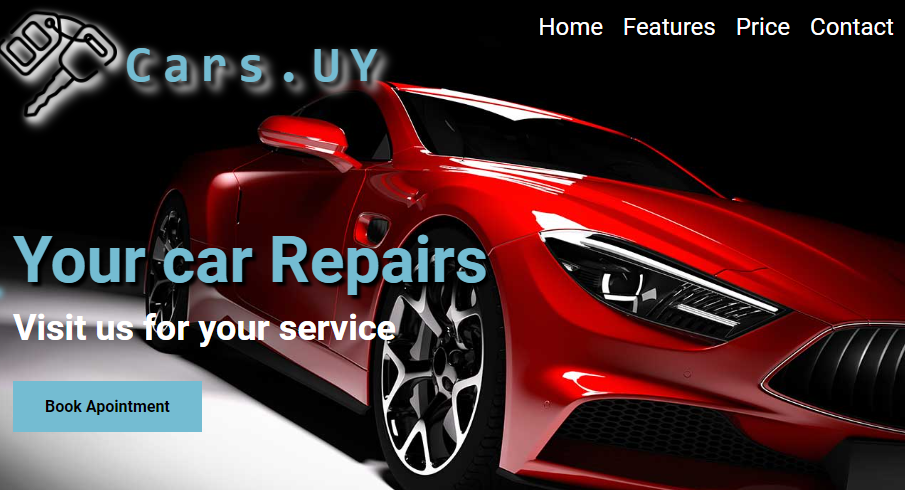 Home Features Price Contact
Cars.UY
Your car Repairs
Visit us for your service
Book Apointment